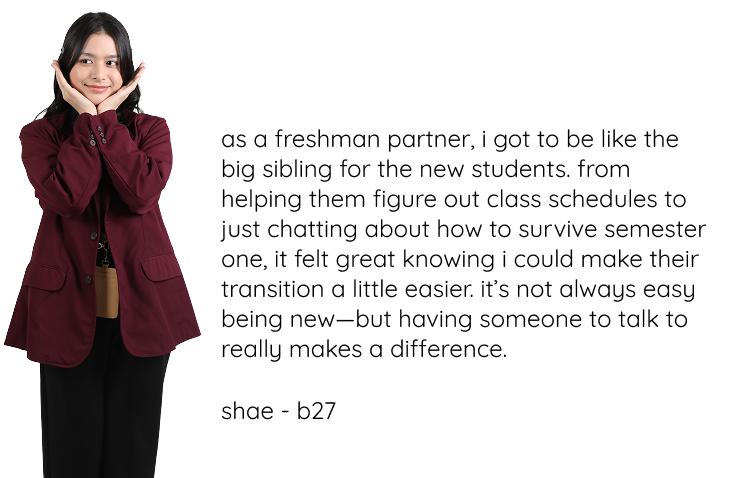 as a freshman partner, i got to be like the
big sibling for the new students. from
helping them figure out class schedules to
just chatting about how to survive semester
one, it felt great knowing i could make their
transition a little easier. it’s not always easy
being new—but having someone to talk to
really makes a difference.
shae - b27